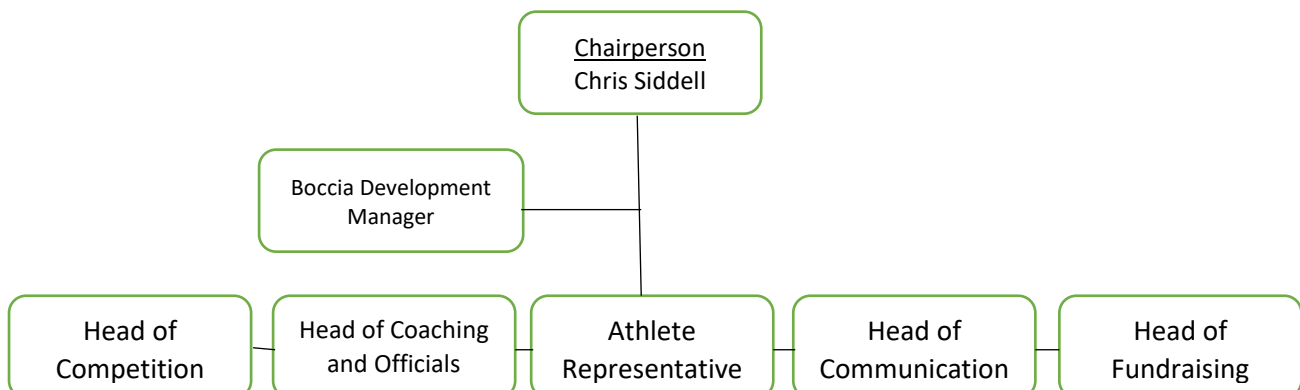 Chairperson
Chris Siddell
Boccia Development
Manager
Head of
Competition
Head of Coaching
and Officials
Athlete
Representative
Head of
Communication
Head of
Fundraising